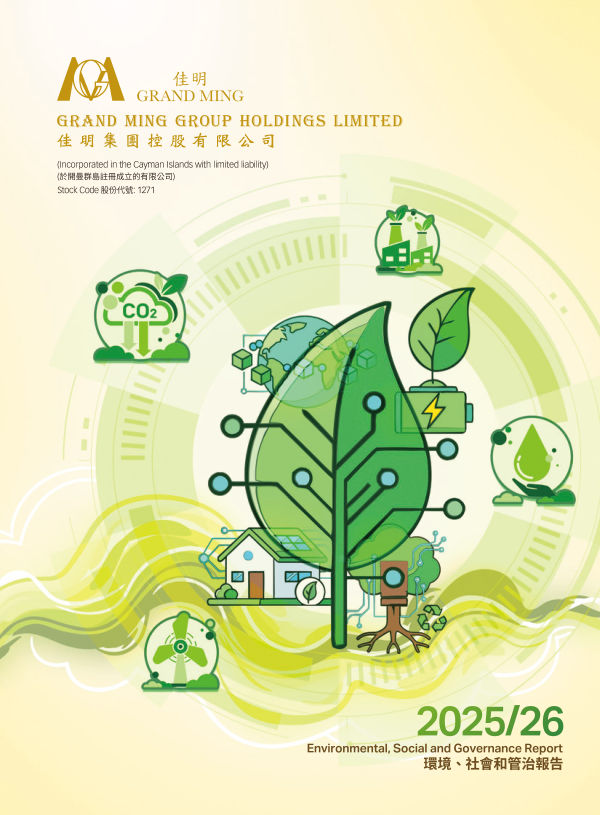 佳明
GRAND MING
GRAND MING GROUP HOLDINGS LIMITED
佳明集團控股有限公司
(Incorporated in the Cayman Islands with limited liability)
(於開曼群島註冊成立的有限公司)
Stock Code 股份代號: 1271
CO2
2025/26
Environmental, Social and Governance Report
環境、社會和管治報告